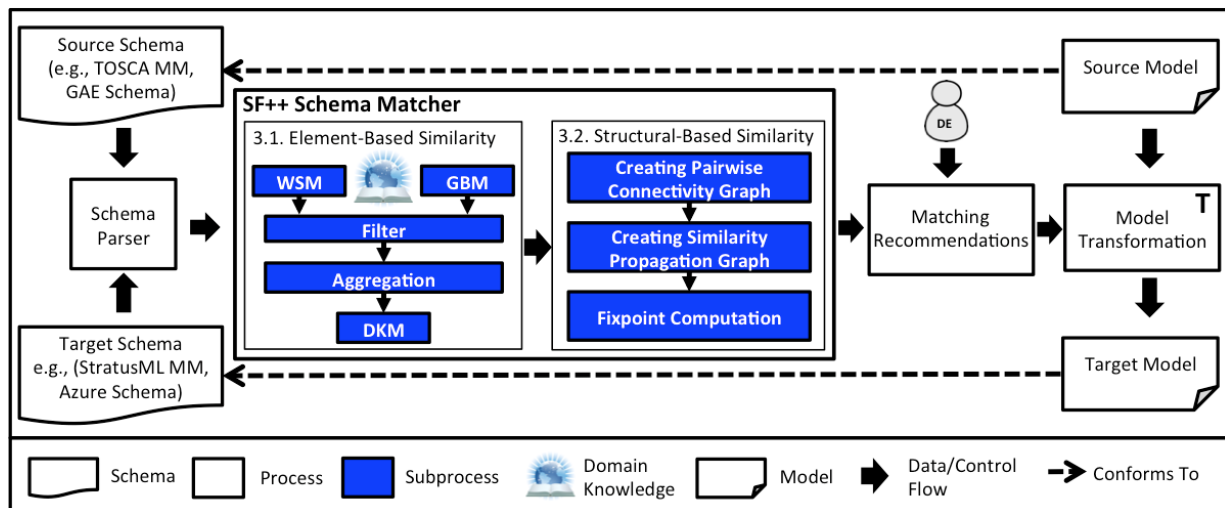 Source Schema
(e.g., TOSCA MM,
GAE Schema)
Source Model
SF++ Schema Matcher
DE
3.1. Element-Based Similarity
3.2. Structural-Based Similarity
WSM
GBM
Creating Pairwise
Connectivity Graph
Schema
Parser
Filter
Creating Similarity
Propagation Graph
Matching
Recommendations
T
Model
Transformation
Aggregation
DKM
Fixpoint Computation
Target Schema
e.g., (StratusML MM,
Azure Schema)
Target Model
Schema
Process
Subprocess
Domain
Knowledge
Model
Data/Control
Flow
Conforms To